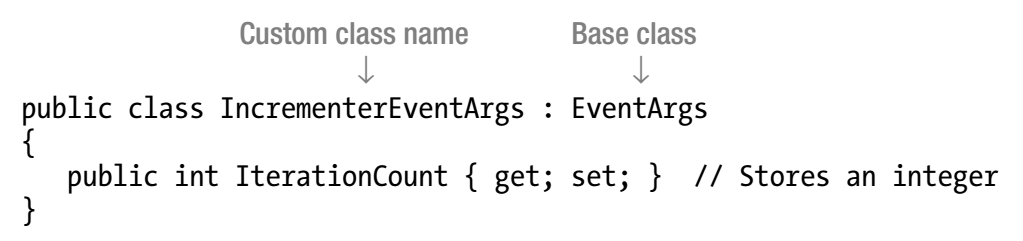 Custom class name Base class
↓ ↓
public class IncrementerEventArgs : EventArgs
{
   public int IterationCount { get; set; }  // Stores an integer
}